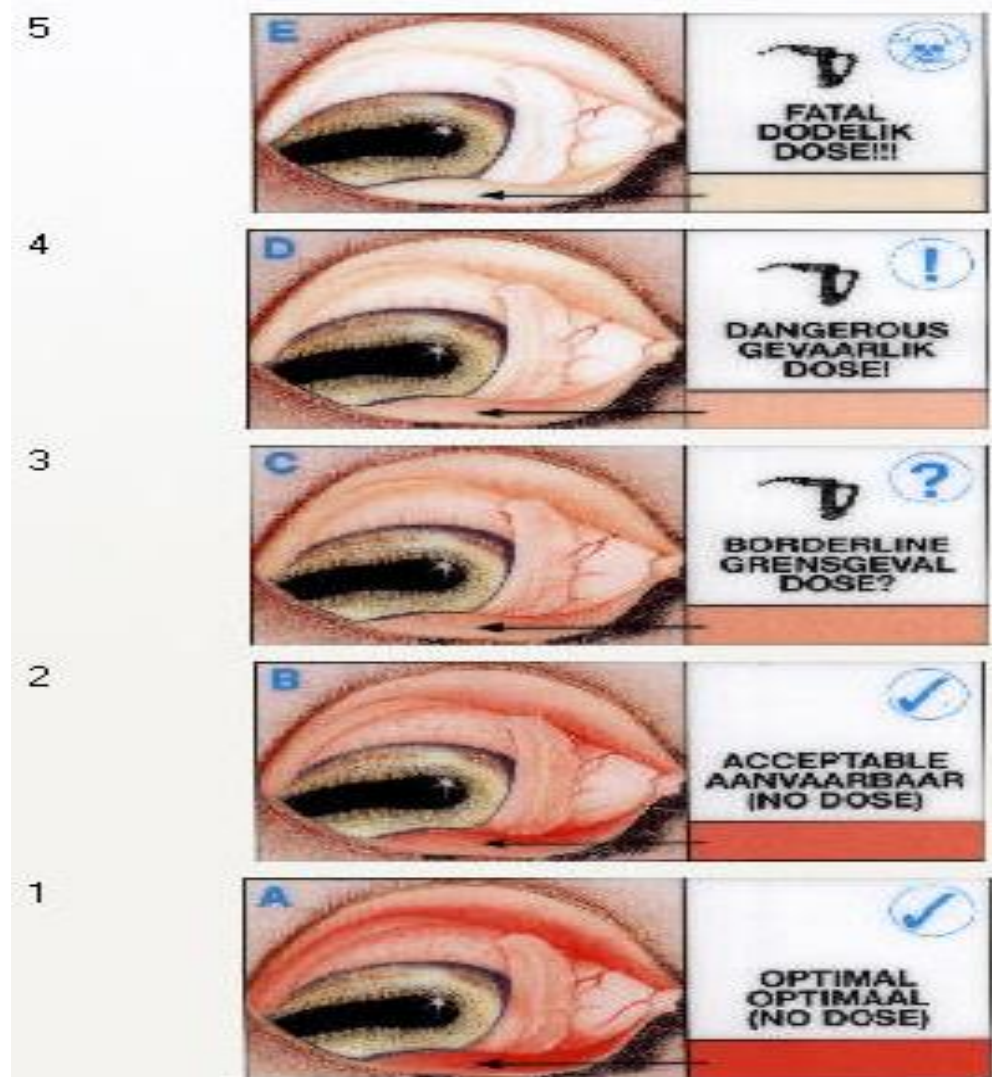 5
E
FATAL
DODELIK
DOSE!!!
4
D
!
DANGEROUS
GEVAARLIK
DOSE!
3
C
?
BORDERLINE
GRENSGEVAL
DOSE?
2
B
ACCEPTABLE
AANVAARBAAR
(NO DOSE)
1
A
OPTIMAL
OPTIMAAL
(NO DOSE)